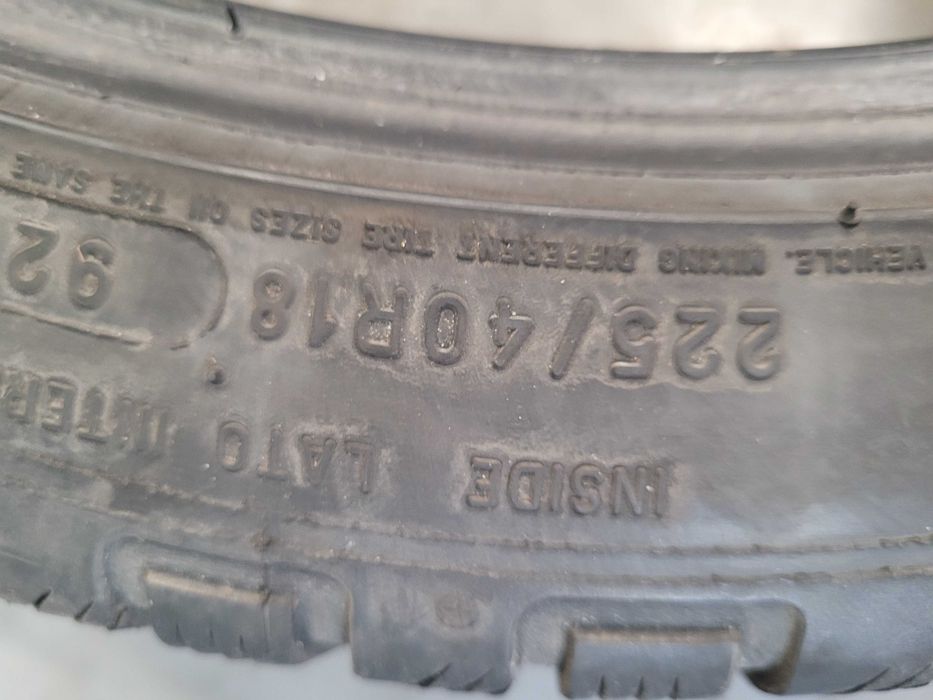 INSIDE LATO INTER
225/40R18 92
VEHICLE. MIXING DIFFERENT TIRE SIZES ON THE SAME